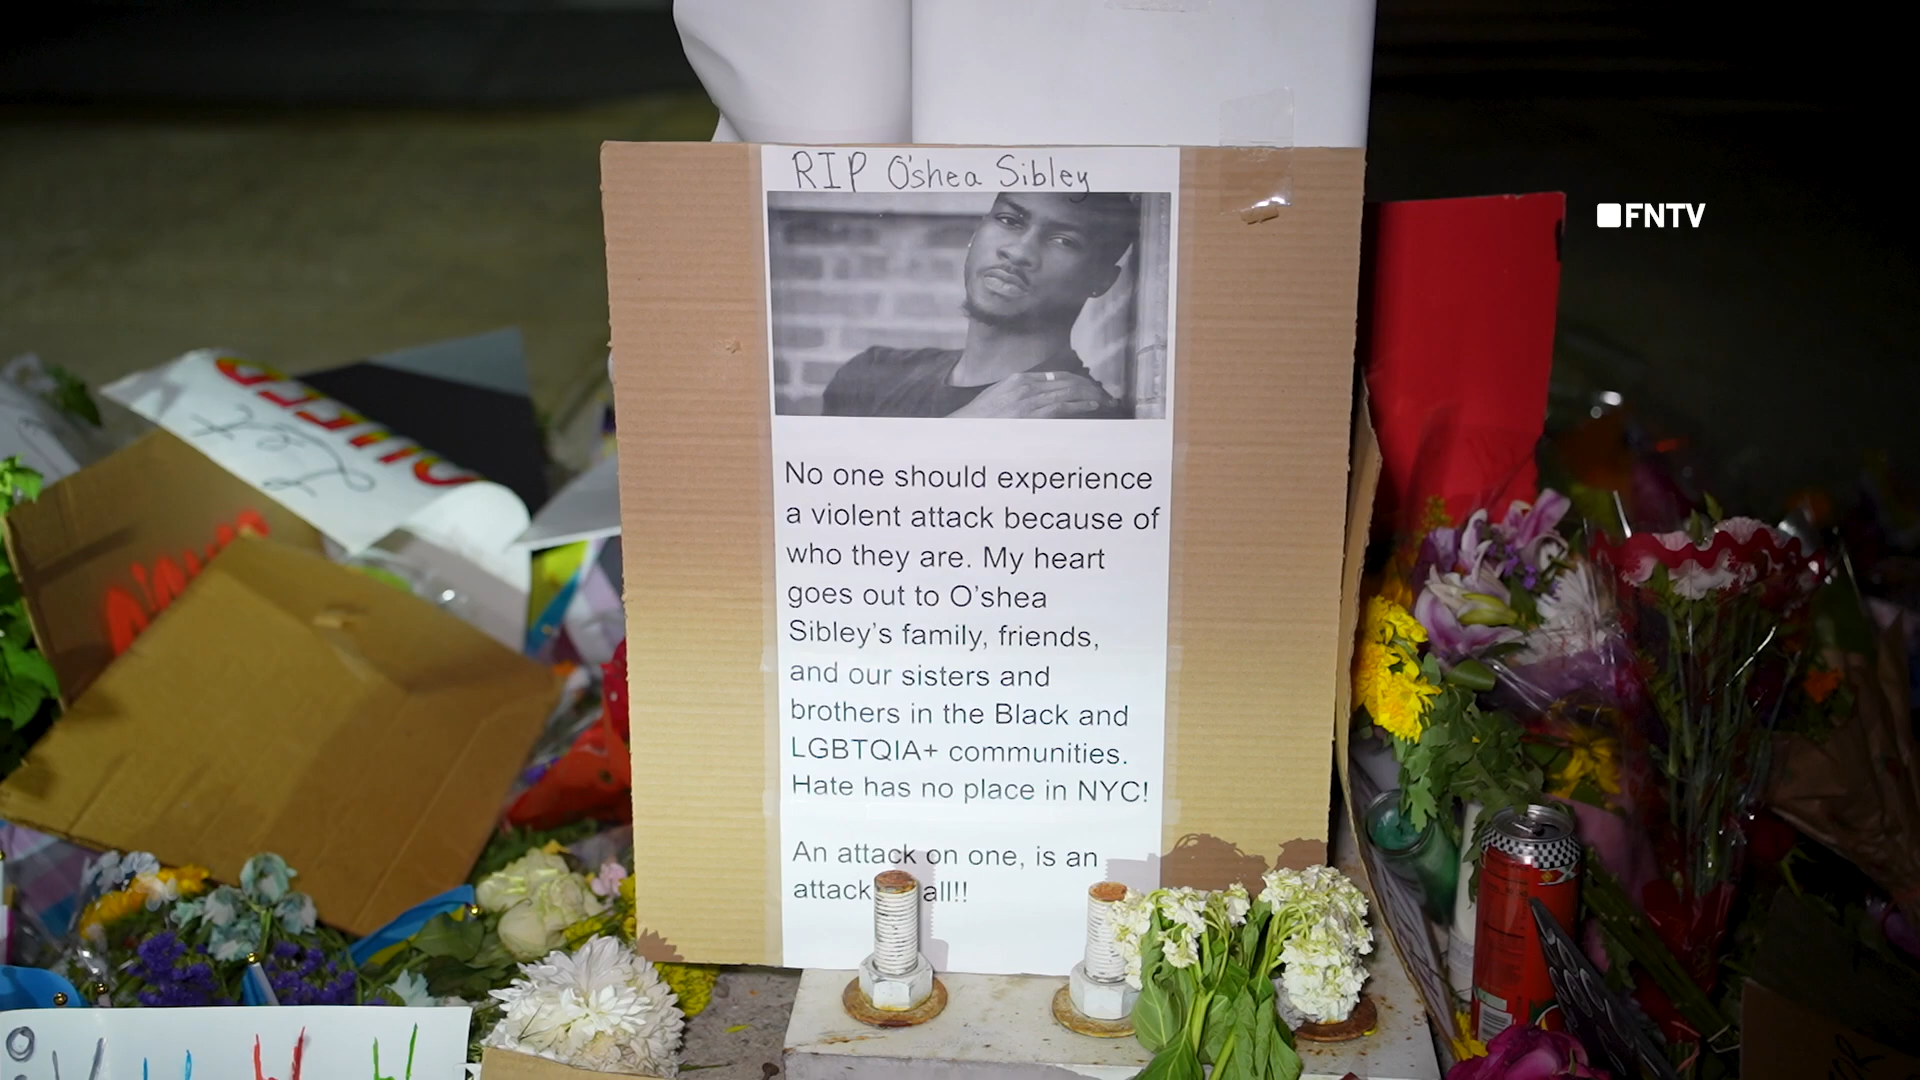 RIP O'shea Sibley
FNTV
No one should experience
a violent attack because of
who they are. My heart
goes out to O'shea
Sibley's family, friends,
and our sisters and
brothers in the Black and
LGBTQIA+ communities.
Hate has no place in NYC!
An attack on one, is an
attack all!!
QUEER